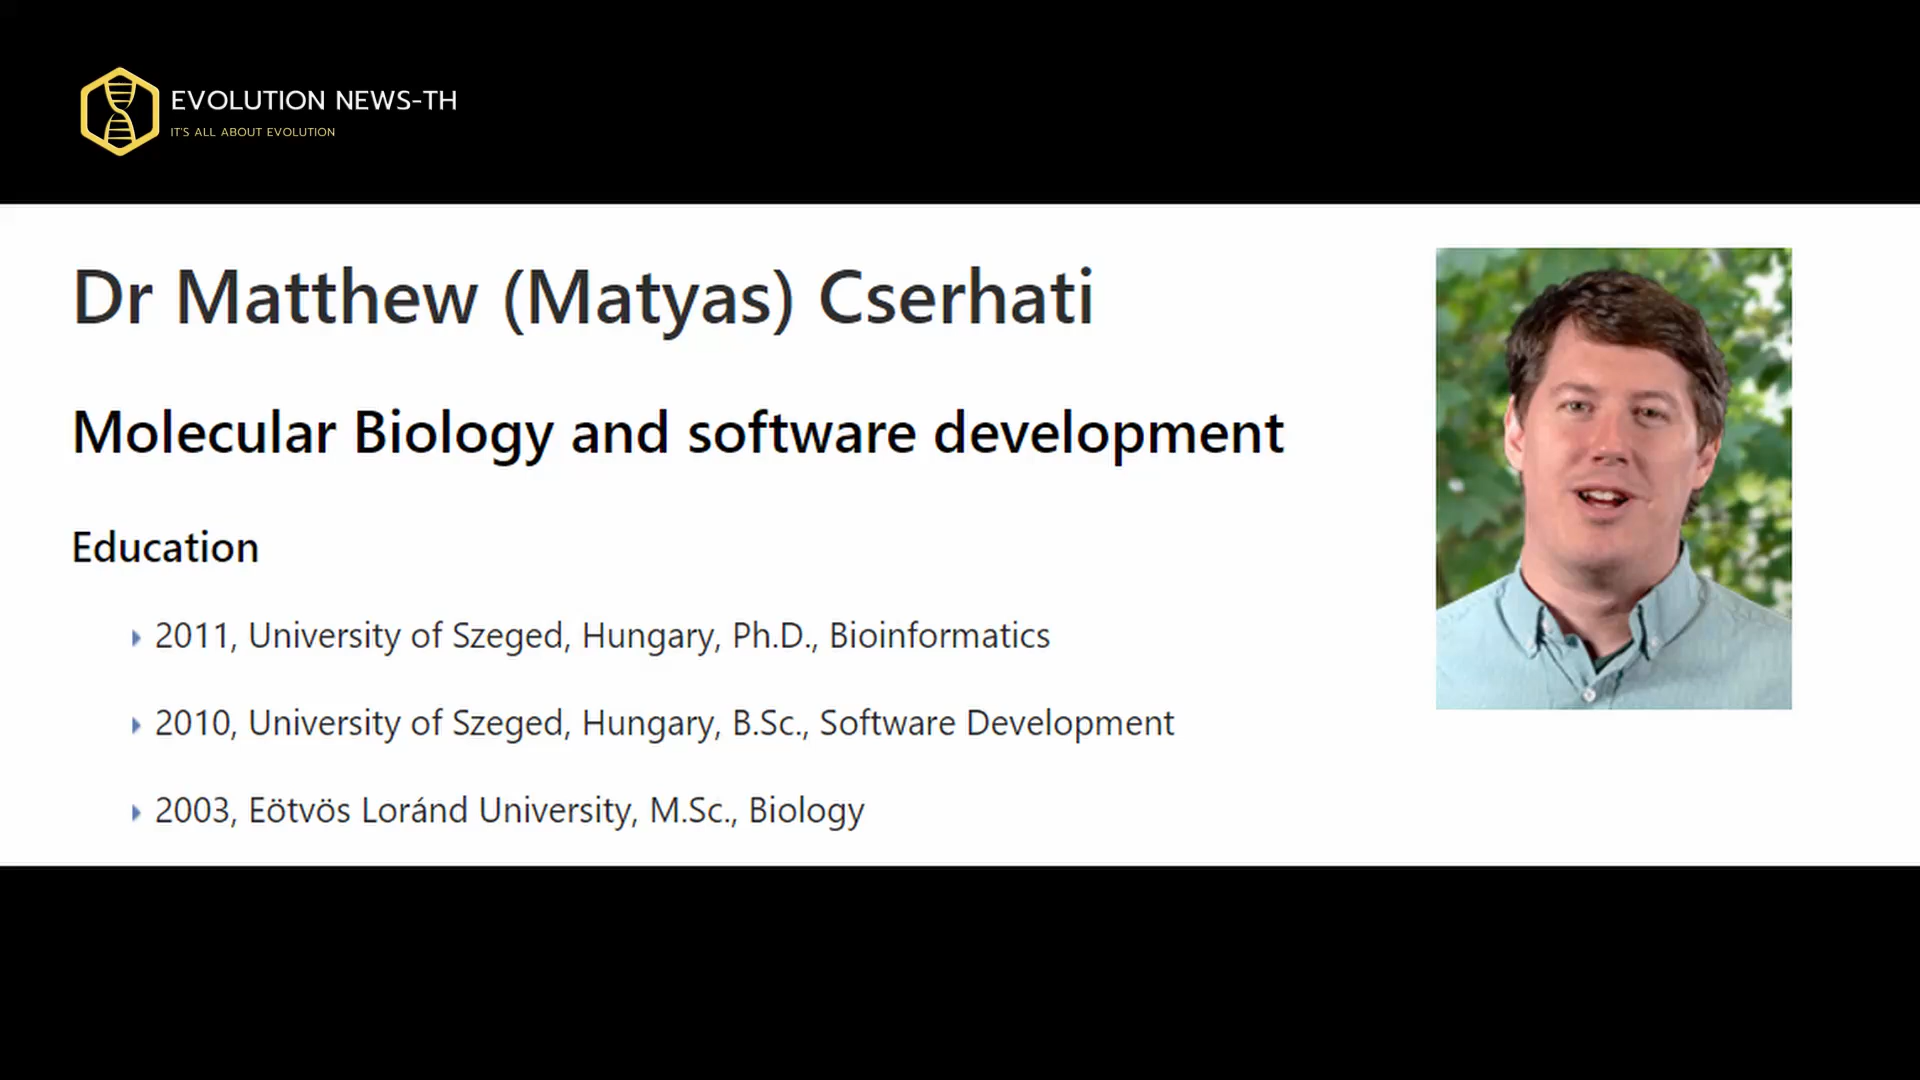 EVOLUTION NEWS-TH
IT'S ALL ABOUT EVOLUTION
Dr Matthew (Matyas) Cserhati
Molecular Biology and software development
Education
2011, University of Szeged, Hungary, Ph.D., Bioinformatics
2010, University of Szeged, Hungary, B.Sc., Software Development
2003, Eötvös Loránd University, M.Sc., Biology